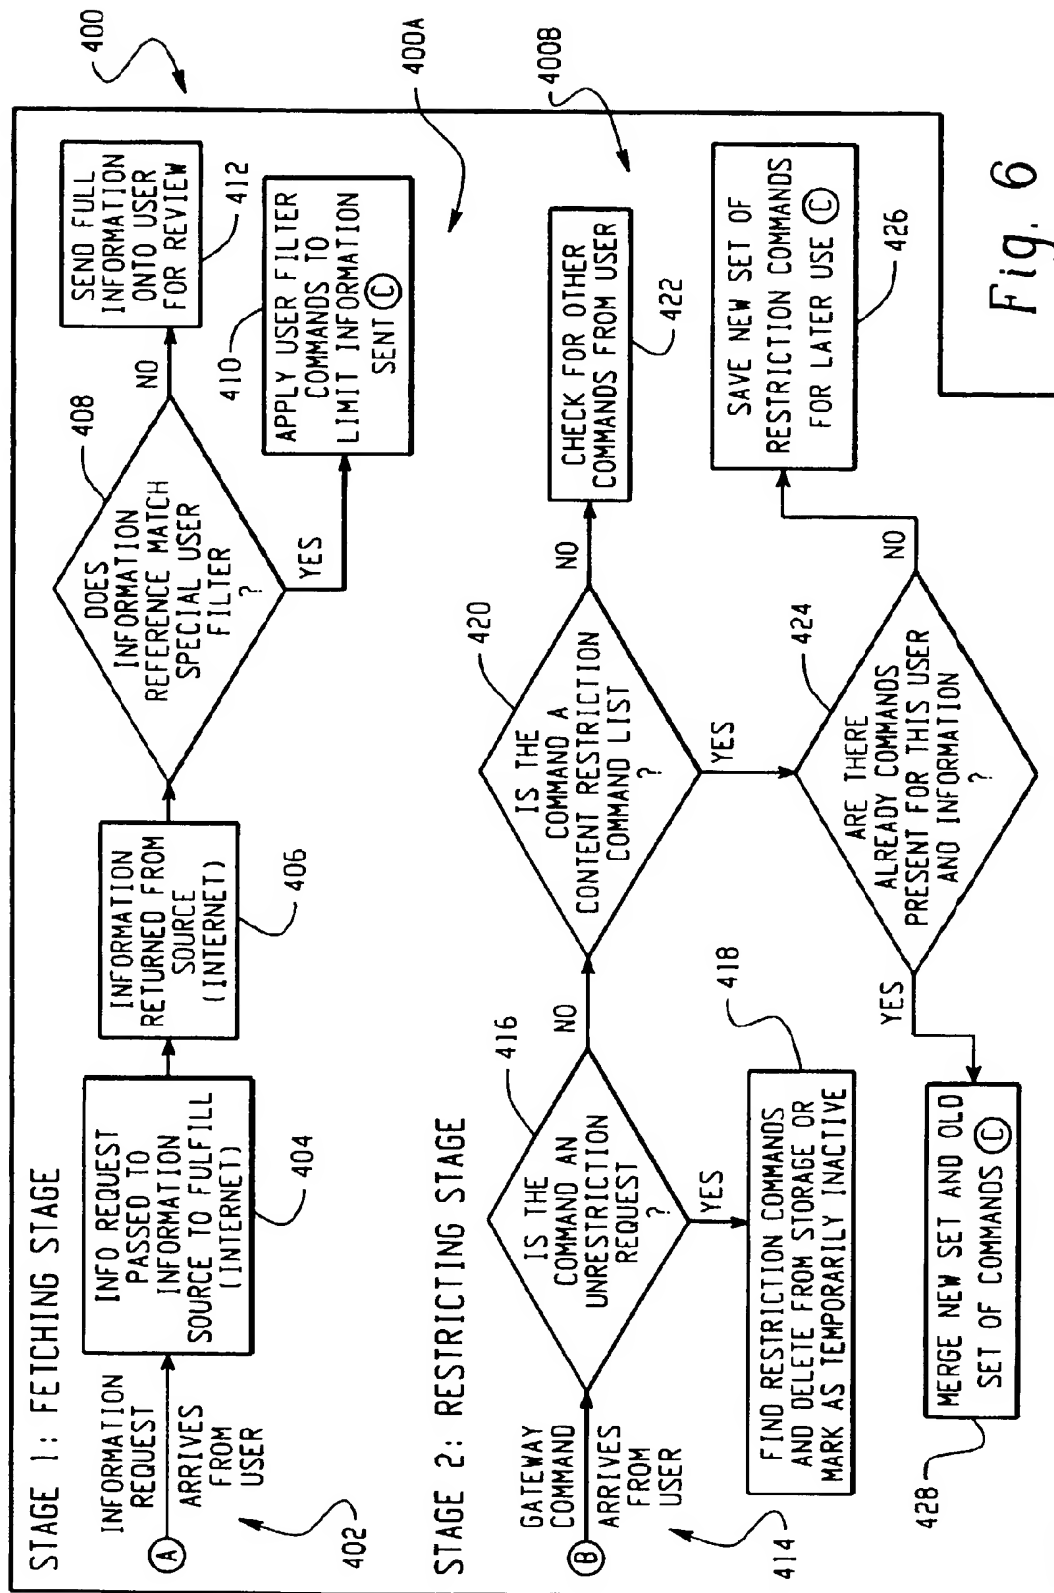 400
STAGE 1: FETCHING STAGE
INFORMATION
REQUEST
A
ARRIVES
FROM
USER
402
INFO REQUEST
PASSED TO
INFORMATION
SOURCE TO FULFILL
(INTERNET)
404
INFORMATION
RETURNED FROM
SOURCE
(INTERNET)
406
DOES
INFORMATION
REFERENCE MATCH
SPECIAL USER
FILTER
?
408
NO
SEND FULL
INFORMATION
ONTO USER
FOR REVIEW
412
YES
410
APPLY USER FILTER
COMMANDS TO
LIMIT INFORMATION
SENT C
400A
STAGE 2: RESTRICTING STAGE
400B
GATEWAY
COMMAND
B
ARRIVES
FROM
USER
414
IS THE
COMMAND AN
UNRESTRICTION
REQUEST
?
416
YES
FIND RESTRICTION COMMANDS
AND DELETE FROM STORAGE OR
MARK AS TEMPORARILY INACTIVE
418
NO
IS THE
COMMAND A
CONTENT RESTRICTION
COMMAND LIST
?
420
NO
CHECK FOR OTHER
COMMANDS FROM USER
422
YES
ARE THERE
ALREADY COMMANDS
PRESENT FOR THIS USER
AND INFORMATION
?
424
NO
SAVE NEW SET OF
RESTRICTION COMMANDS
FOR LATER USE C
426
YES
MERGE NEW SET AND OLD
SET OF COMMANDS C
428
Fig. 6